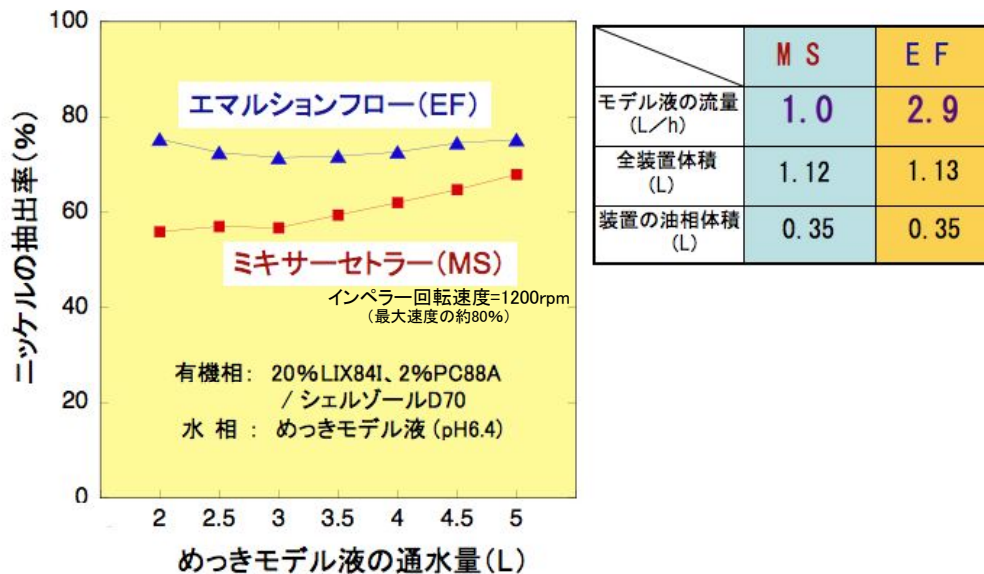 100
80
60
40
20
0
ニッケルの抽出率(%)
エマルションフロー(EF)
ミキサーセトラー(MS)
インペラー回転速度=1200rpm
(最大速度の約80%)
有機相: 20%LIX84I、2%PC88A
/ シェルゾールD70
水 相 : めっきモデル液 (pH6.4)
2 2.5 3 3.5 4 4.5 5
めっきモデル液の通水量(L)
M S E F
モデル液の流量 1.0 2.9
(L/h)
全装置体積 1.12 1.13
(L)
装置の油相体積 0.35 0.35
(L)